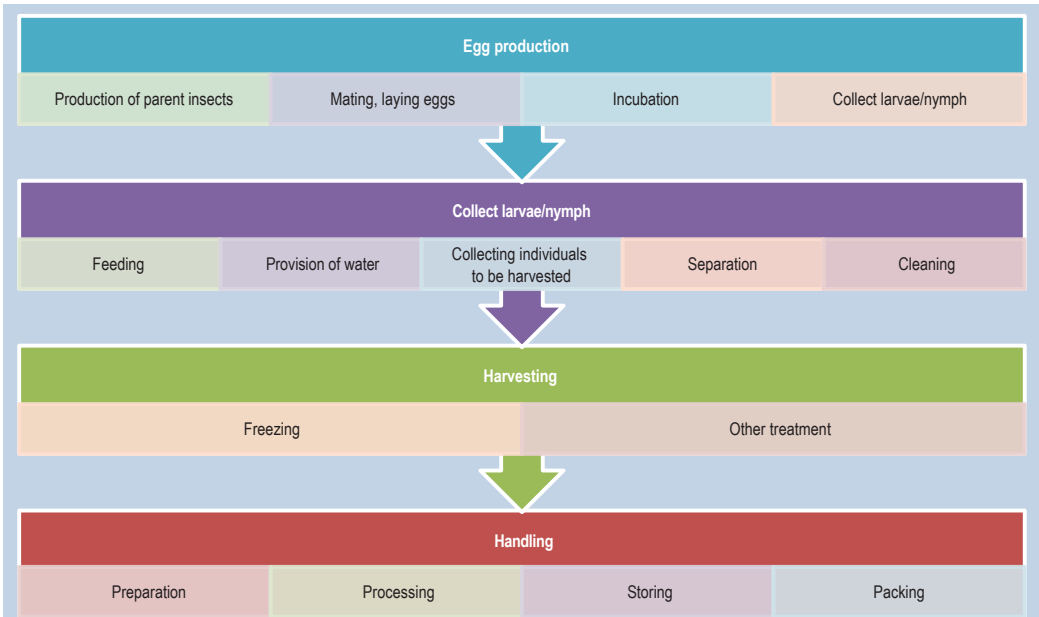 Egg production
Production of parent insects
Mating, laying eggs
Incubation
Collect larvae/nymph
Collect larvae/nymph
Feeding
Provision of water
Collecting individuals
to be harvested
Separation
Cleaning
Harvesting
Freezing
Other treatment
Handling
Preparation
Processing
Storing
Packing